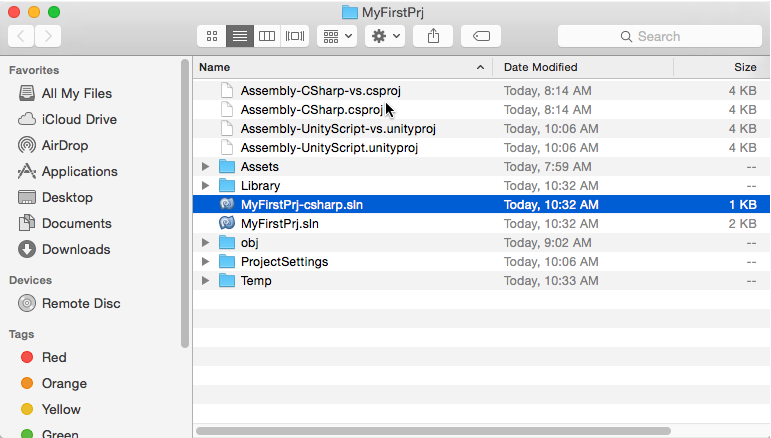 MyFirstPrj
Search
Favorites
All My Files
iCloud Drive
AirDrop
Applications
Desktop
Documents
Downloads
Devices
Remote Disc
Tags
Red
Orange
Yellow
Green
Name Date Modified Size
Assembly-CSharp-vs.csproj Today, 8:14 AM 4 KB
Assembly-CSharp.csproj Today, 8:14 AM 4 KB
Assembly-UnityScript-vs.unityproj Today, 10:06 AM 4 KB
Assembly-UnityScript.unityproj Today, 10:06 AM 4 KB
Assets Today, 7:59 AM --
Library Today, 10:32 AM --
MyFirstPrj-csharp.sln Today, 10:32 AM 1 KB
MyFirstPrj.sln Today, 10:32 AM 2 KB
obj Today, 9:02 AM --
ProjectSettings Today, 10:06 AM --
Temp Today, 10:33 AM --